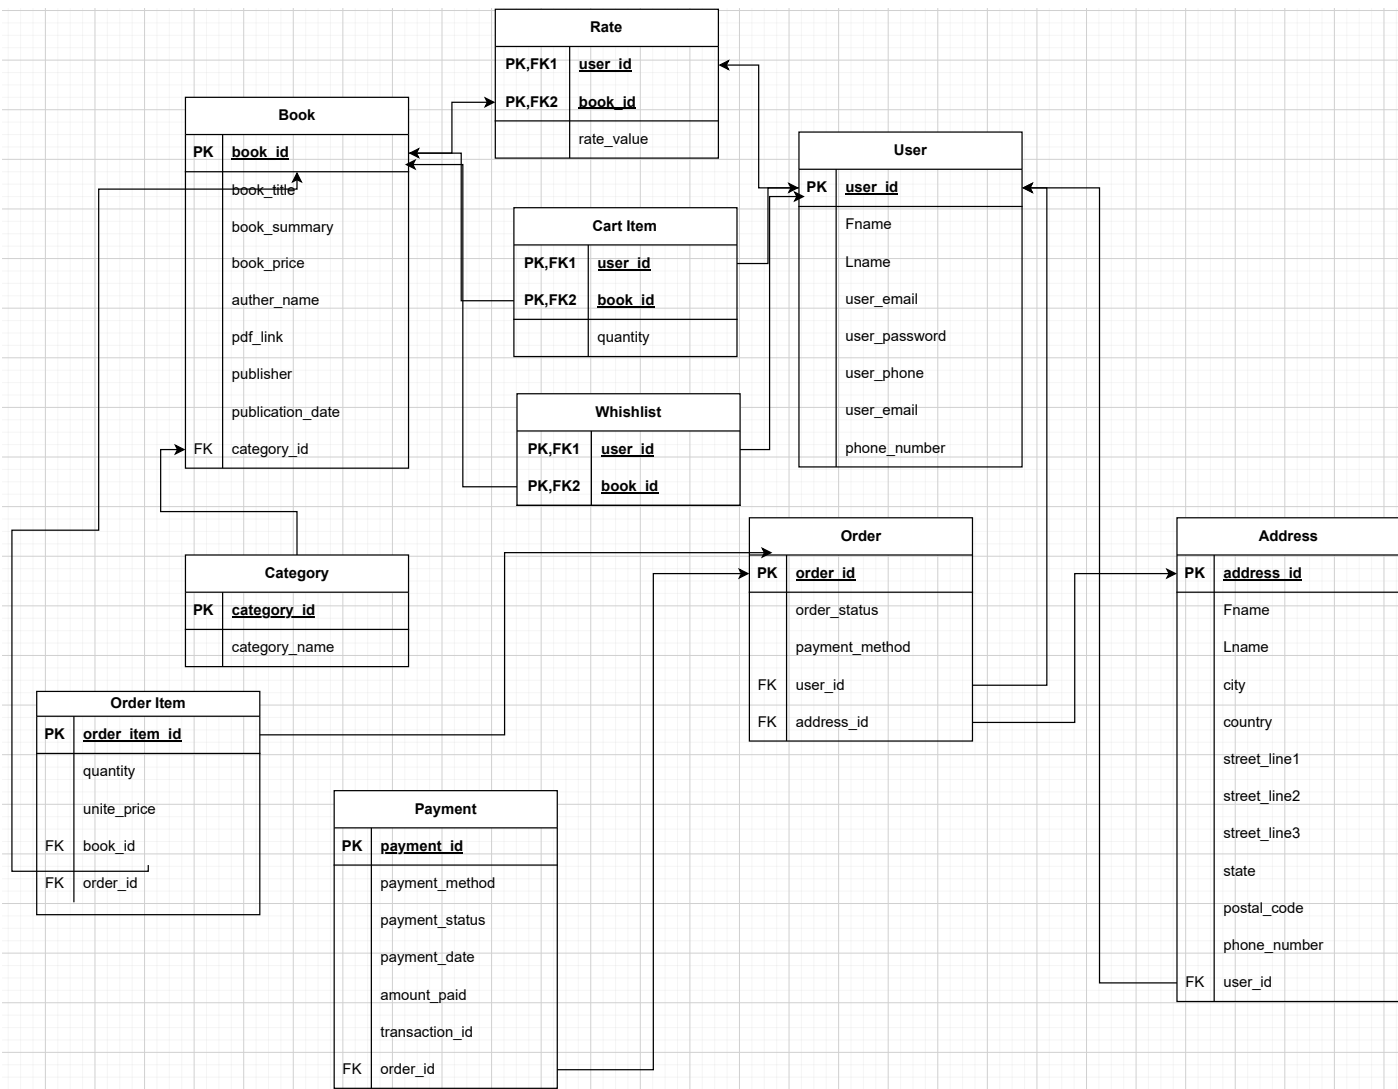 Rate
PK,FK1 user_id
PK,FK2 book_id
rate_value
Book
PK book_id
book_title
book_summary
book_price
auther_name
pdf_link
publisher
publication_date
FK category_id
User
PK user_id
Fname
Lname
user_email
user_password
user_phone
user_email
phone_number
Cart Item
PK,FK1 user_id
PK,FK2 book_id
quantity
Whishlist
PK,FK1 user_id
PK,FK2 book_id
Category
PK category_id
category_name
Order
PK order_id
order_status
payment_method
FK user_id
FK address_id
Address
PK address_id
Fname
Lname
city
country
street_line1
street_line2
street_line3
state
postal_code
phone_number
FK user_id
Order Item
PK order_item_id
quantity
unite_price
FK book_id
FK order_id
Payment
PK payment_id
payment_method
payment_status
payment_date
amount_paid
transaction_id
FK order_id